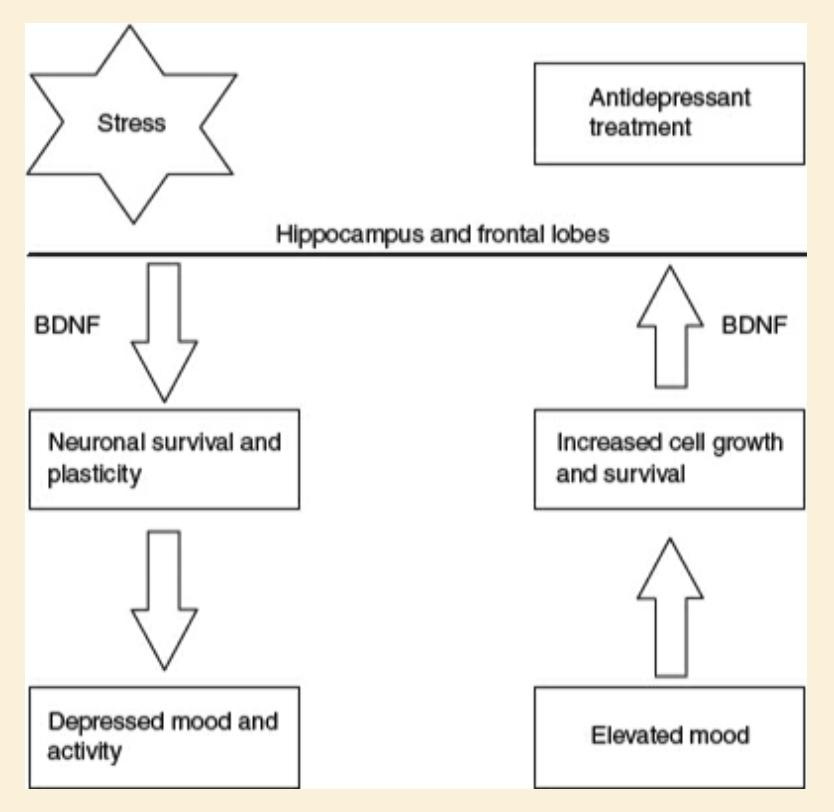 Stress
Antidepressant
treatment
Hippocampus and frontal lobes
BDNF
BDNF
Neuronal survival and
plasticity
Increased cell growth
and survival
Depressed mood and
activity
Elevated mood